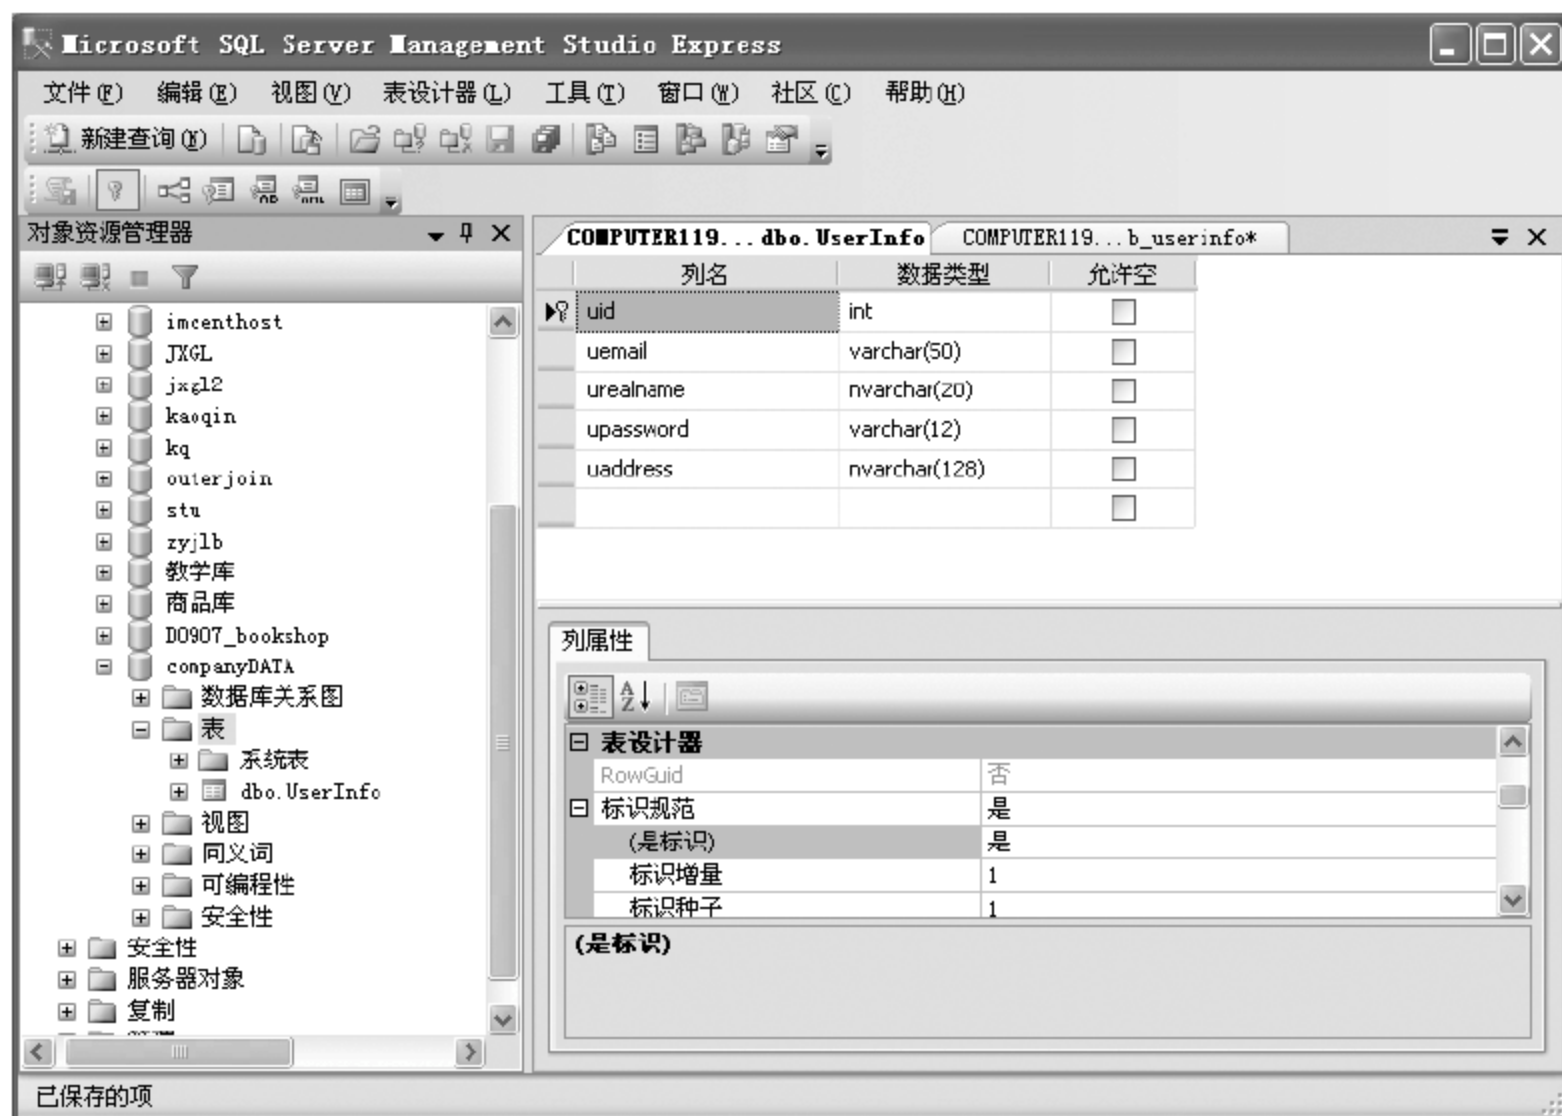 Microsoft SQL Server Management Studio Express
文件(F) 编辑(E) 视图(V) 表设计器(L) 工具(T) 窗口(W) 社区(C) 帮助(H)
新建查询(N)
对象资源管理器
imcenthost
JXGL
jxgl2
kaoqin
kq
outerjoin
stu
zyjlb
教学库
商品库
D0907_bookshop
companyDATA
数据库关系图
表
系统表
dbo.UserInfo
视图
同义词
可编程性
安全性
安全性
服务器对象
复制
COMPUTER119...dbo.UserInfo COMPUTER119...b_userinfo*
列名 数据类型 允许空
uid int
uemail varchar(50)
urealname nvarchar(20)
upassword varchar(12)
uaddress nvarchar(128)
列属性
表设计器
RowGuid 否
标识规范 是
(是标识) 是
标识增量 1
标识种子 1
(是标识)
已保存的项